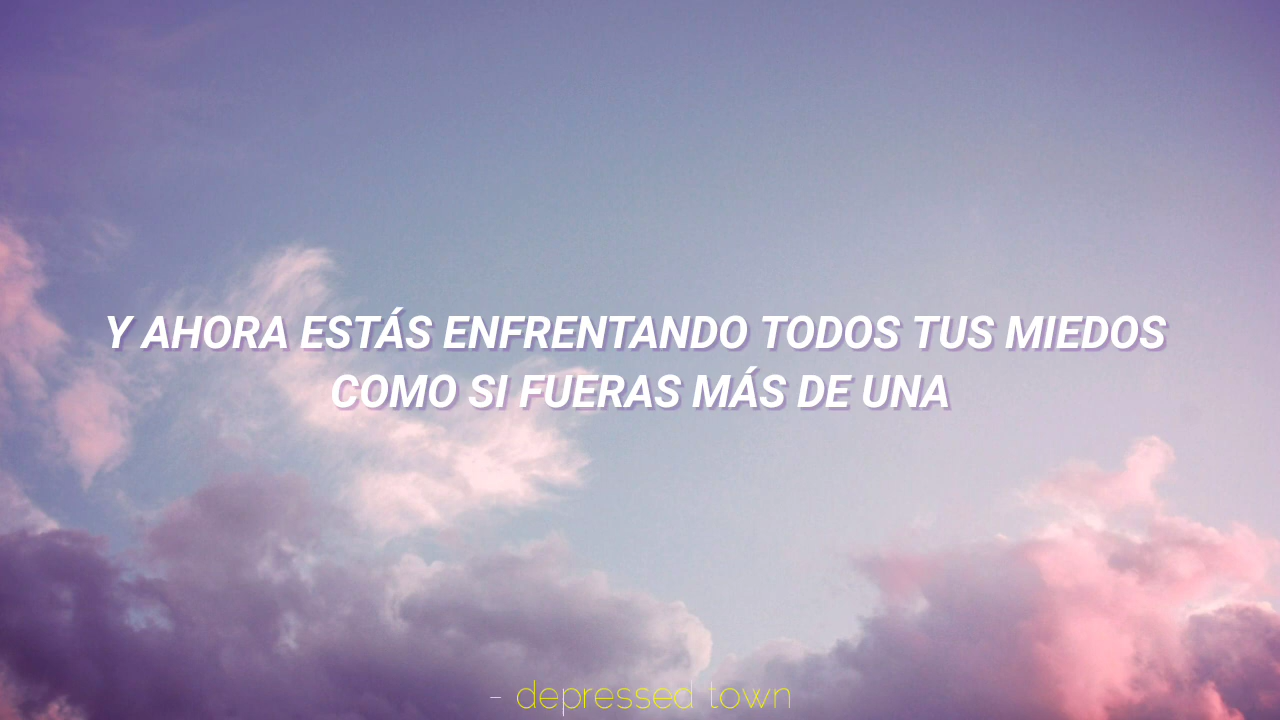 Y AHORA ESTÁS ENFRENTANDO TODOS TUS MIEDOS
COMO SI FUERAS MÁS DE UNA
- depressed town